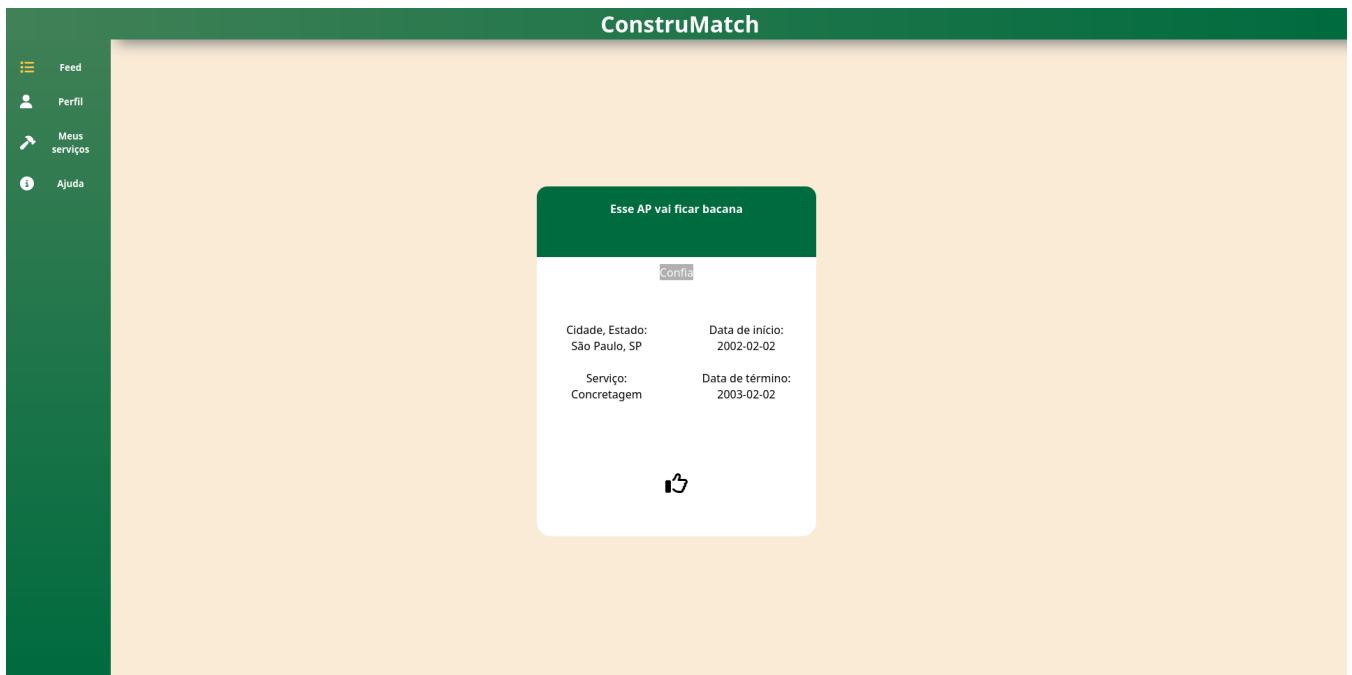 ConstruMatch
Feed
Perfil
Meus
serviços
Ajuda
Esse AP vai ficar bacana
Confia
Cidade, Estado:
São Paulo, SP
Data de início:
2002-02-02
Serviço:
Concretagem
Data de término:
2003-02-02